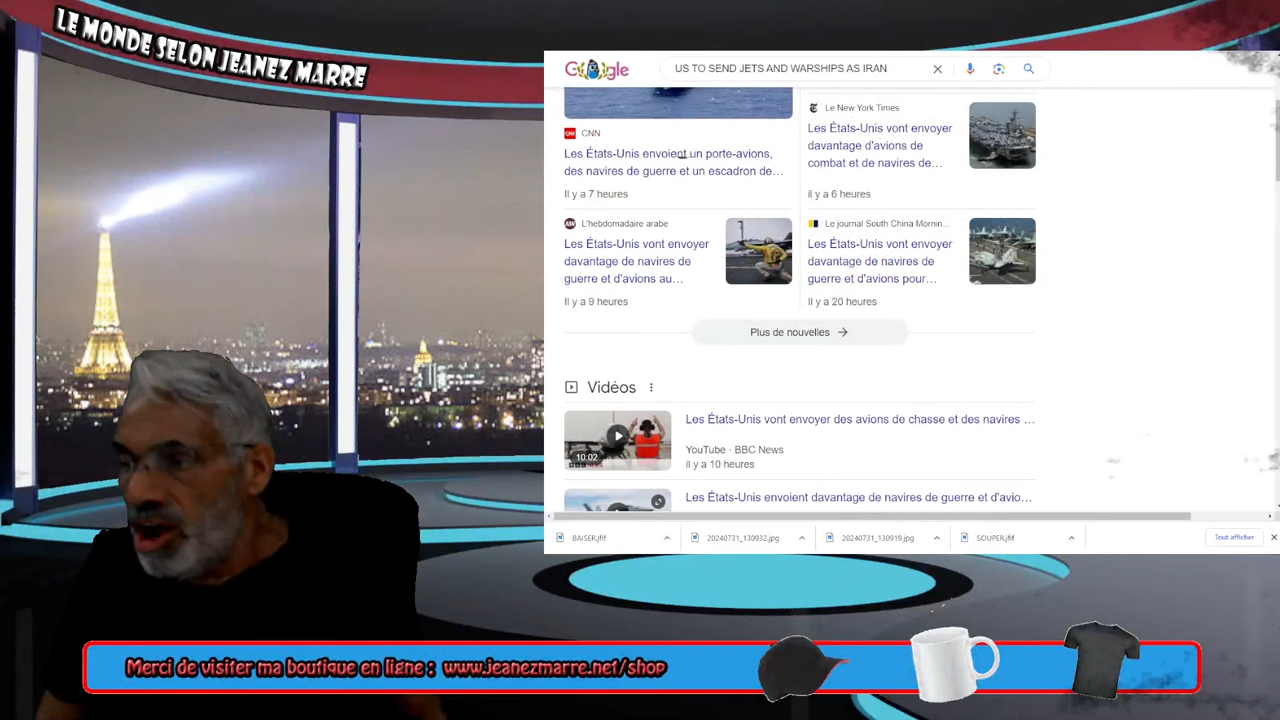 LE MONDE SELON JEANEZ MARRE
Google
US TO SEND JETS AND WARSHIPS AS IRAN
CNN
Les États-Unis envoient un porte-avions,
des navires de guerre et un escadron de…
Il y a 7 heures
Le New York Times
Les États-Unis vont envoyer
davantage d'avions de
combat et de navires de…
il y a 6 heures
L'hebdomadaire arabe
Les États-Unis vont envoyer
davantage de navires de
guerre et d'avions au…
Il y a 9 heures
Le journal South China Mornin…
Les États-Unis vont envoyer
davantage de navires de
guerre et d'avions pour…
Il y a 20 heures
Plus de nouvelles
Vidéos
Les États-Unis vont envoyer des avions de chasse et des navires …
10:02
YouTube · BBC News
il y a 10 heures
Les États-Unis envoient davantage de navires de guerre et d'avio…
BAISER.jfif
20240731_130932.jpg
20240731_130919.jpg
SOUPER.jfif
Tout afficher
Merci de visiter ma boutique en ligne : www.jeanezmarre.net/shop